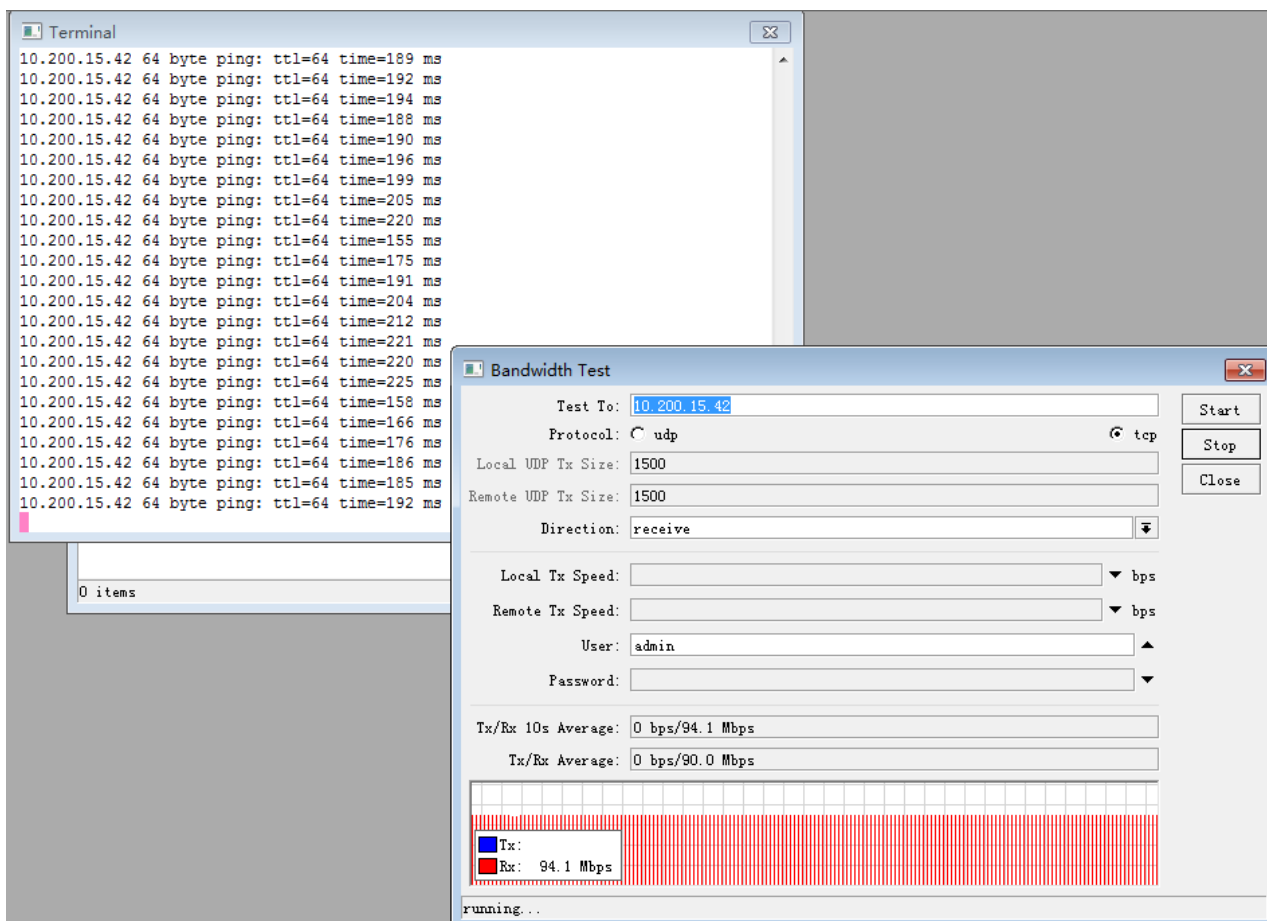 Terminal
10.200.15.42 64 byte ping: ttl=64 time=189 ms
10.200.15.42 64 byte ping: ttl=64 time=192 ms
10.200.15.42 64 byte ping: ttl=64 time=194 ms
10.200.15.42 64 byte ping: ttl=64 time=188 ms
10.200.15.42 64 byte ping: ttl=64 time=190 ms
10.200.15.42 64 byte ping: ttl=64 time=196 ms
10.200.15.42 64 byte ping: ttl=64 time=199 ms
10.200.15.42 64 byte ping: ttl=64 time=205 ms
10.200.15.42 64 byte ping: ttl=64 time=220 ms
10.200.15.42 64 byte ping: ttl=64 time=155 ms
10.200.15.42 64 byte ping: ttl=64 time=175 ms
10.200.15.42 64 byte ping: ttl=64 time=191 ms
10.200.15.42 64 byte ping: ttl=64 time=204 ms
10.200.15.42 64 byte ping: ttl=64 time=212 ms
10.200.15.42 64 byte ping: ttl=64 time=221 ms
10.200.15.42 64 byte ping: ttl=64 time=220 ms
10.200.15.42 64 byte ping: ttl=64 time=225 ms
10.200.15.42 64 byte ping: ttl=64 time=158 ms
10.200.15.42 64 byte ping: ttl=64 time=166 ms
10.200.15.42 64 byte ping: ttl=64 time=176 ms
10.200.15.42 64 byte ping: ttl=64 time=186 ms
10.200.15.42 64 byte ping: ttl=64 time=185 ms
10.200.15.42 64 byte ping: ttl=64 time=192 ms
0 items
Bandwidth Test
Test To: 10.200.15.42
Start
Protocol: udp tcp
Stop
Local UDP Tx Size: 1500
Close
Remote UDP Tx Size: 1500
Direction: receive
Local Tx Speed: bps
Remote Tx Speed: bps
User: admin
Password:
Tx/Rx 10s Average: 0 bps/94.1 Mbps
Tx/Rx Average: 0 bps/90.0 Mbps
Tx:
Rx: 94.1 Mbps
running...